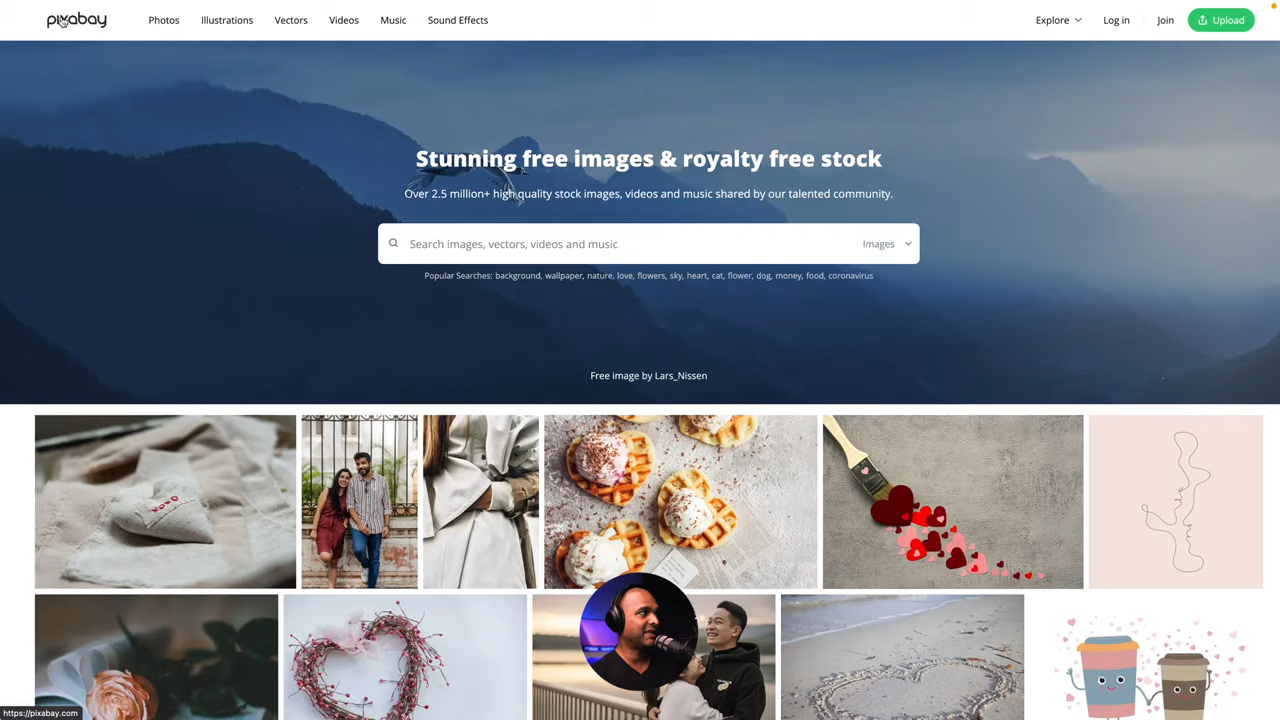 pixabay
Photos
Illustrations
Vectors
Videos
Music
Sound Effects
Explore
Log in
Join
Upload
Stunning free images & royalty free stock
Over 2.5 million+ high quality stock images, videos and music shared by our talented community.
Search images, vectors, videos and music
Images
Popular Searches: background, wallpaper, nature, love, flowers, sky, heart, cat, flower, dog, money, food, coronavirus
Free image by Lars_Nissen
XOXO
https://pixabay.com